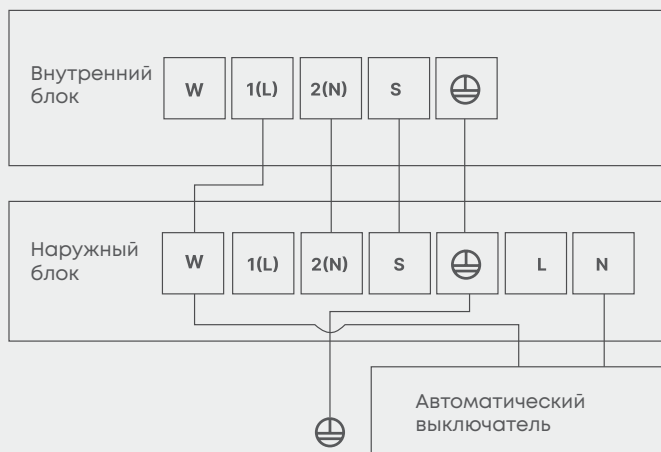 Внутренний
блок
W 1(L) 2(N) S
Наружный
блок
W 1(L) 2(N) S L N
Автоматический
выключатель